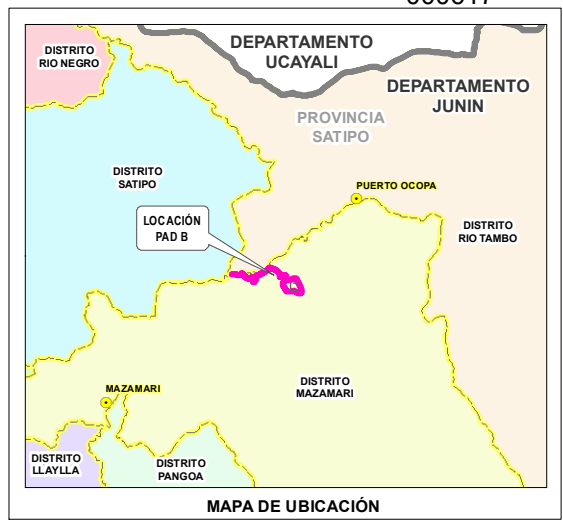 DISTRITO
RIO NEGRO
DEPARTAMENTO
UCAYALI
DEPARTAMENTO
JUNIN
PROVINCIA
SATIPO
DISTRITO
SATIPO
PUERTO OCOPA
LOCACIÓN
PAD B
DISTRITO
RIO TAMBO
MAZAMARI
DISTRITO
MAZAMARI
DISTRITO
LLAYLLA
DISTRITO
PANGOA
MAPA DE UBICACIÓN